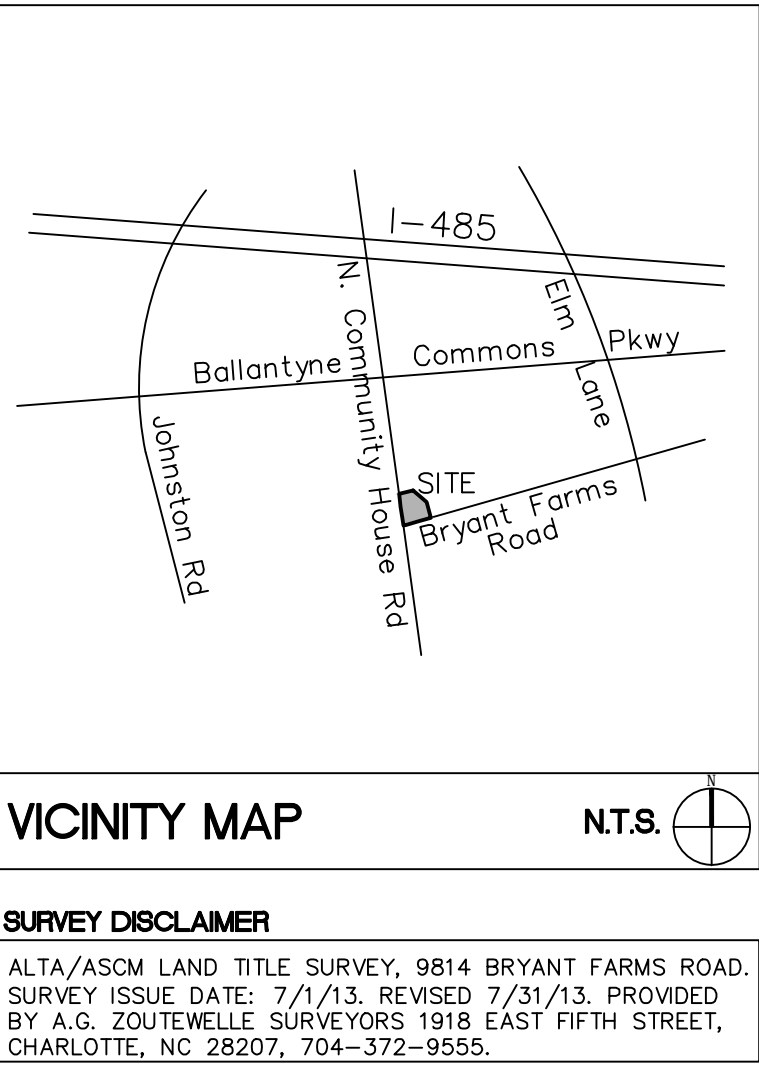 I-485
N. Community House Rd
Elm Lane
Ballantyne Commons Pkwy
Johnston Rd
SITE
Bryant Farms
Road
N
VICINITY MAP
N.T.S.
SURVEY DISCLAIMER
ALTA/ASCM LAND TITLE SURVEY, 9814 BRYANT FARMS ROAD.
SURVEY ISSUE DATE: 7/1/13. REVISED 7/31/13. PROVIDED
BY A.G. ZOUTEWELLE SURVEYORS 1918 EAST FIFTH STREET,
CHARLOTTE, NC 28207, 704-372-9555.